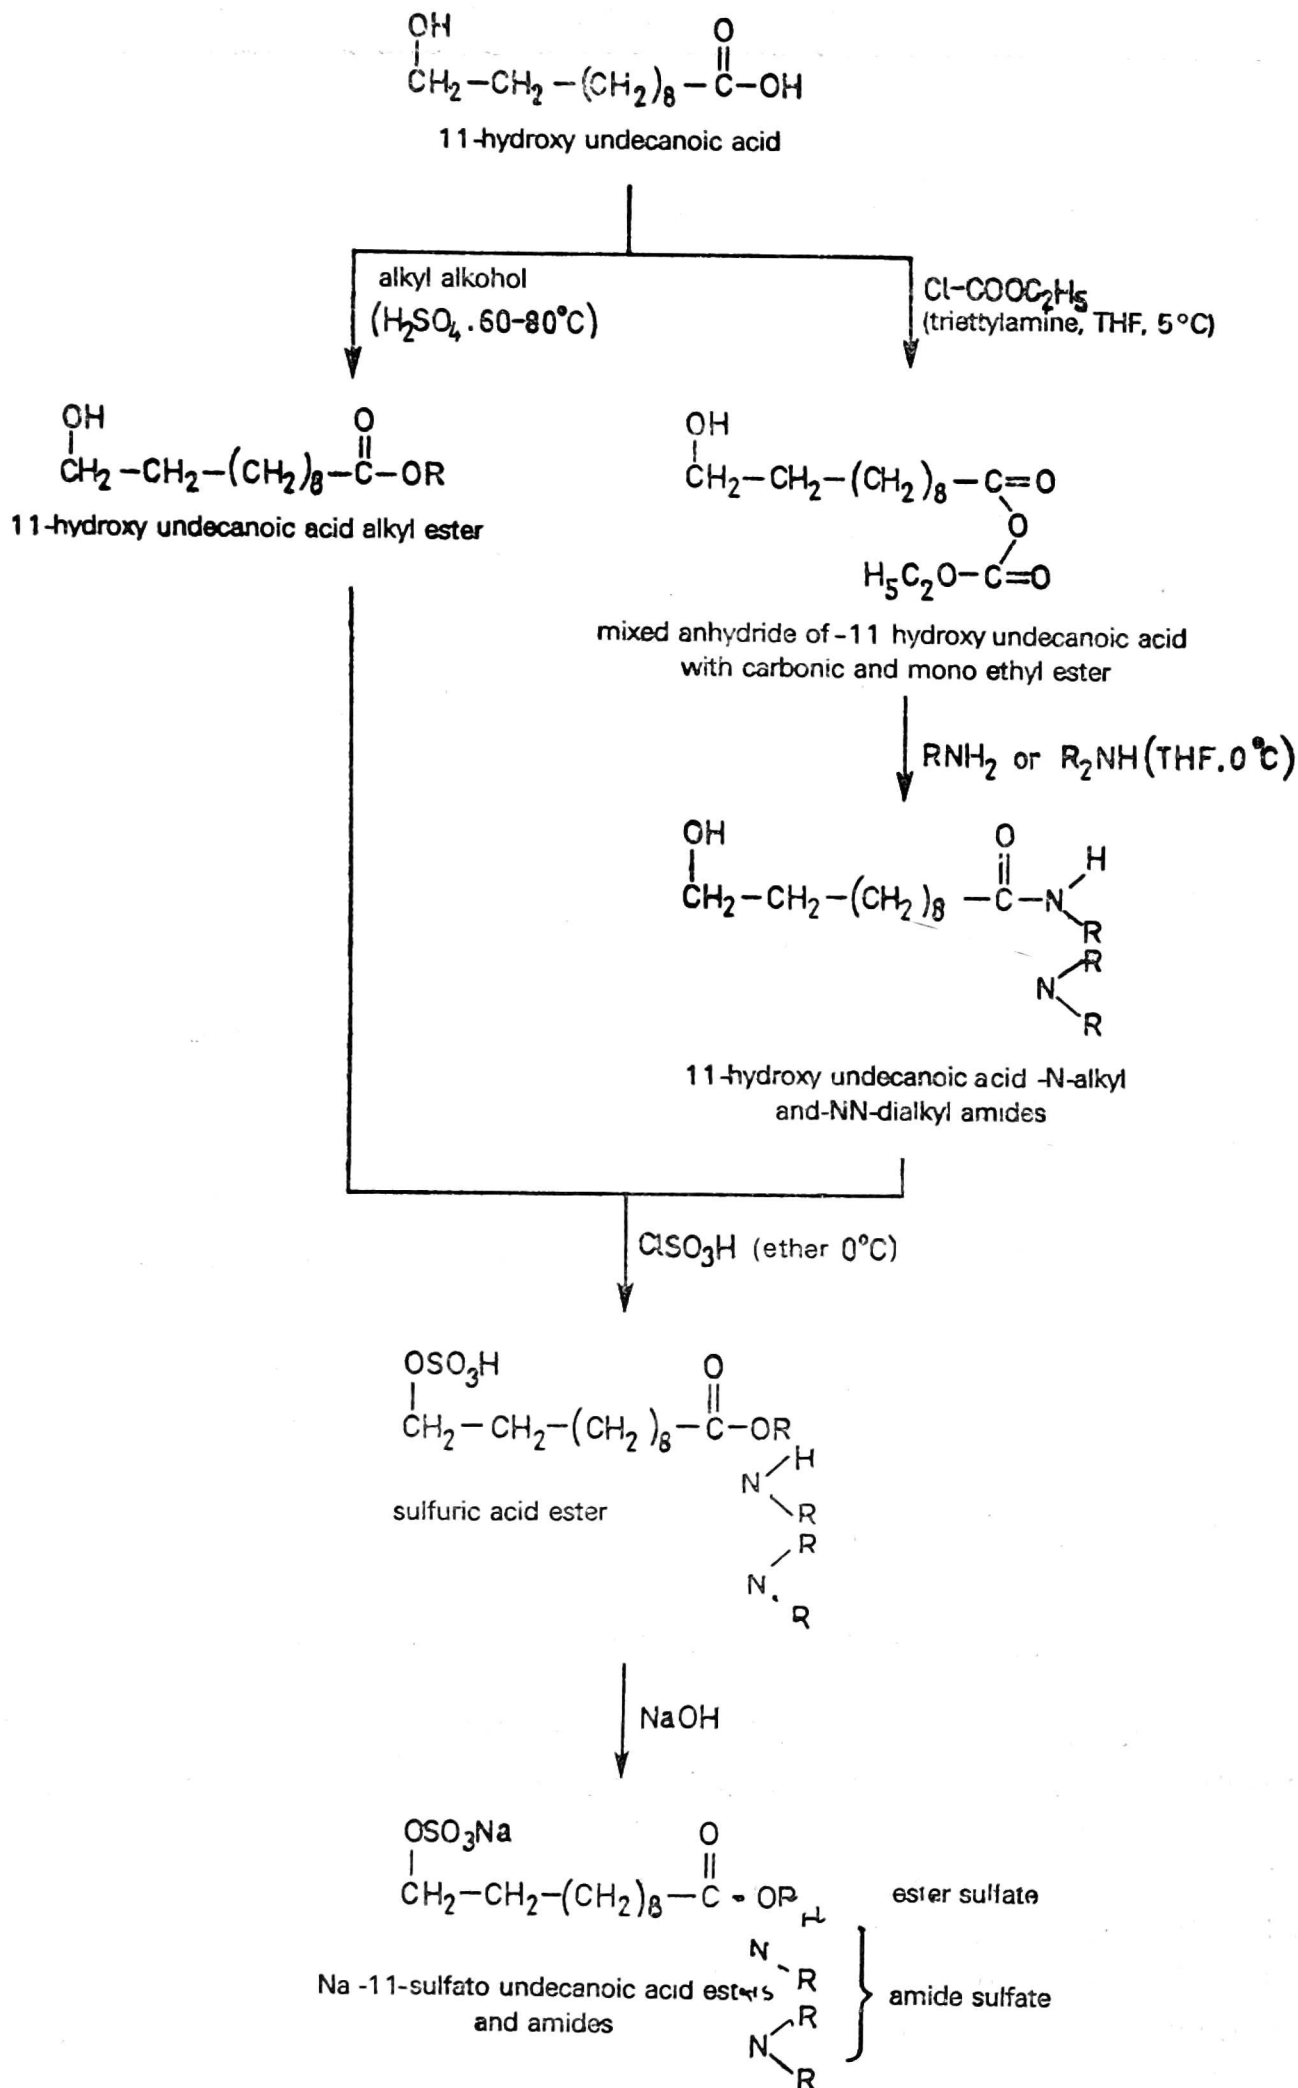 OH
O
CH₂–CH₂–(CH₂)₈–C–OH
11-hydroxy undecanoic acid
alkyl alkohol
(H₂SO₄.60-80°C)
Cl-COOC₂H₅
(triettylamine, THF, 5°C)
OH
O
CH₂–CH₂–(CH₂)₈–C–OR
11-hydroxy undecanoic acid alkyl ester
OH
CH₂–CH₂–(CH₂)₈–C=O
O
H₅C₂O–C=O
mixed anhydride of-11 hydroxy undecanoic acid
with carbonic and mono ethyl ester
RNH₂ or R₂NH(THF.0°C)
OH
O
H
CH₂–CH₂–(CH₂)₈–C–N
R
R
N
R
11-hydroxy undecanoic acid -N-alkyl
and-NN-dialkyl amides
ClSO₃H (ether 0°C)
OSO₃H
O
CH₂–CH₂–(CH₂)₈–C–OR
H
N
R
sulfuric acid ester
R
N
R
NaOH
OSO₃Na
O
CH₂–CH₂–(CH₂)₈–C-OR
H
ester sulfate
N
R
Na-11-sulfato undecanoic acid esters
and amides
R
N
R
amide sulfate